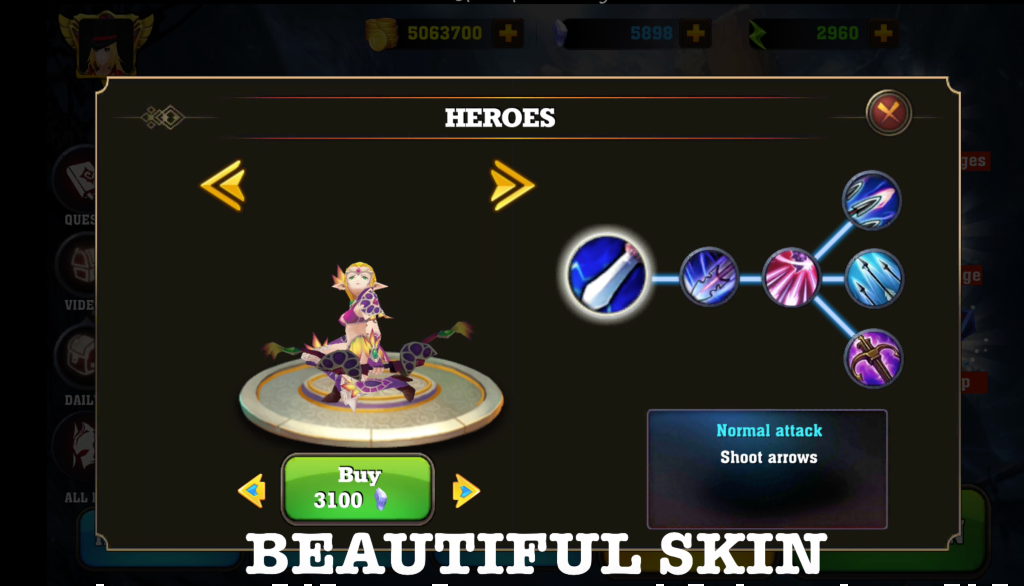 5063700 5898 2960
HEROES
QUES
VIDE
DAIL
ALL
Buy
3100
Normal attack
Shoot arrows
ges
ge
p
BEAUTIFUL SKIN